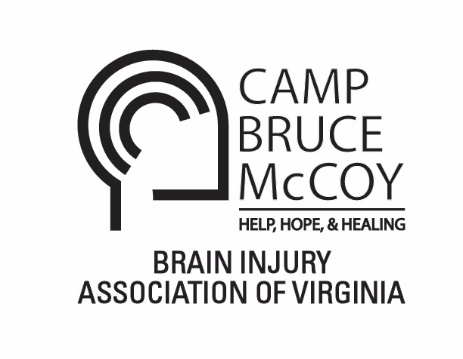 CAMP
BRUCE
McCOY
HELP, HOPE, & HEALING
BRAIN INJURY
ASSOCIATION OF VIRGINIA